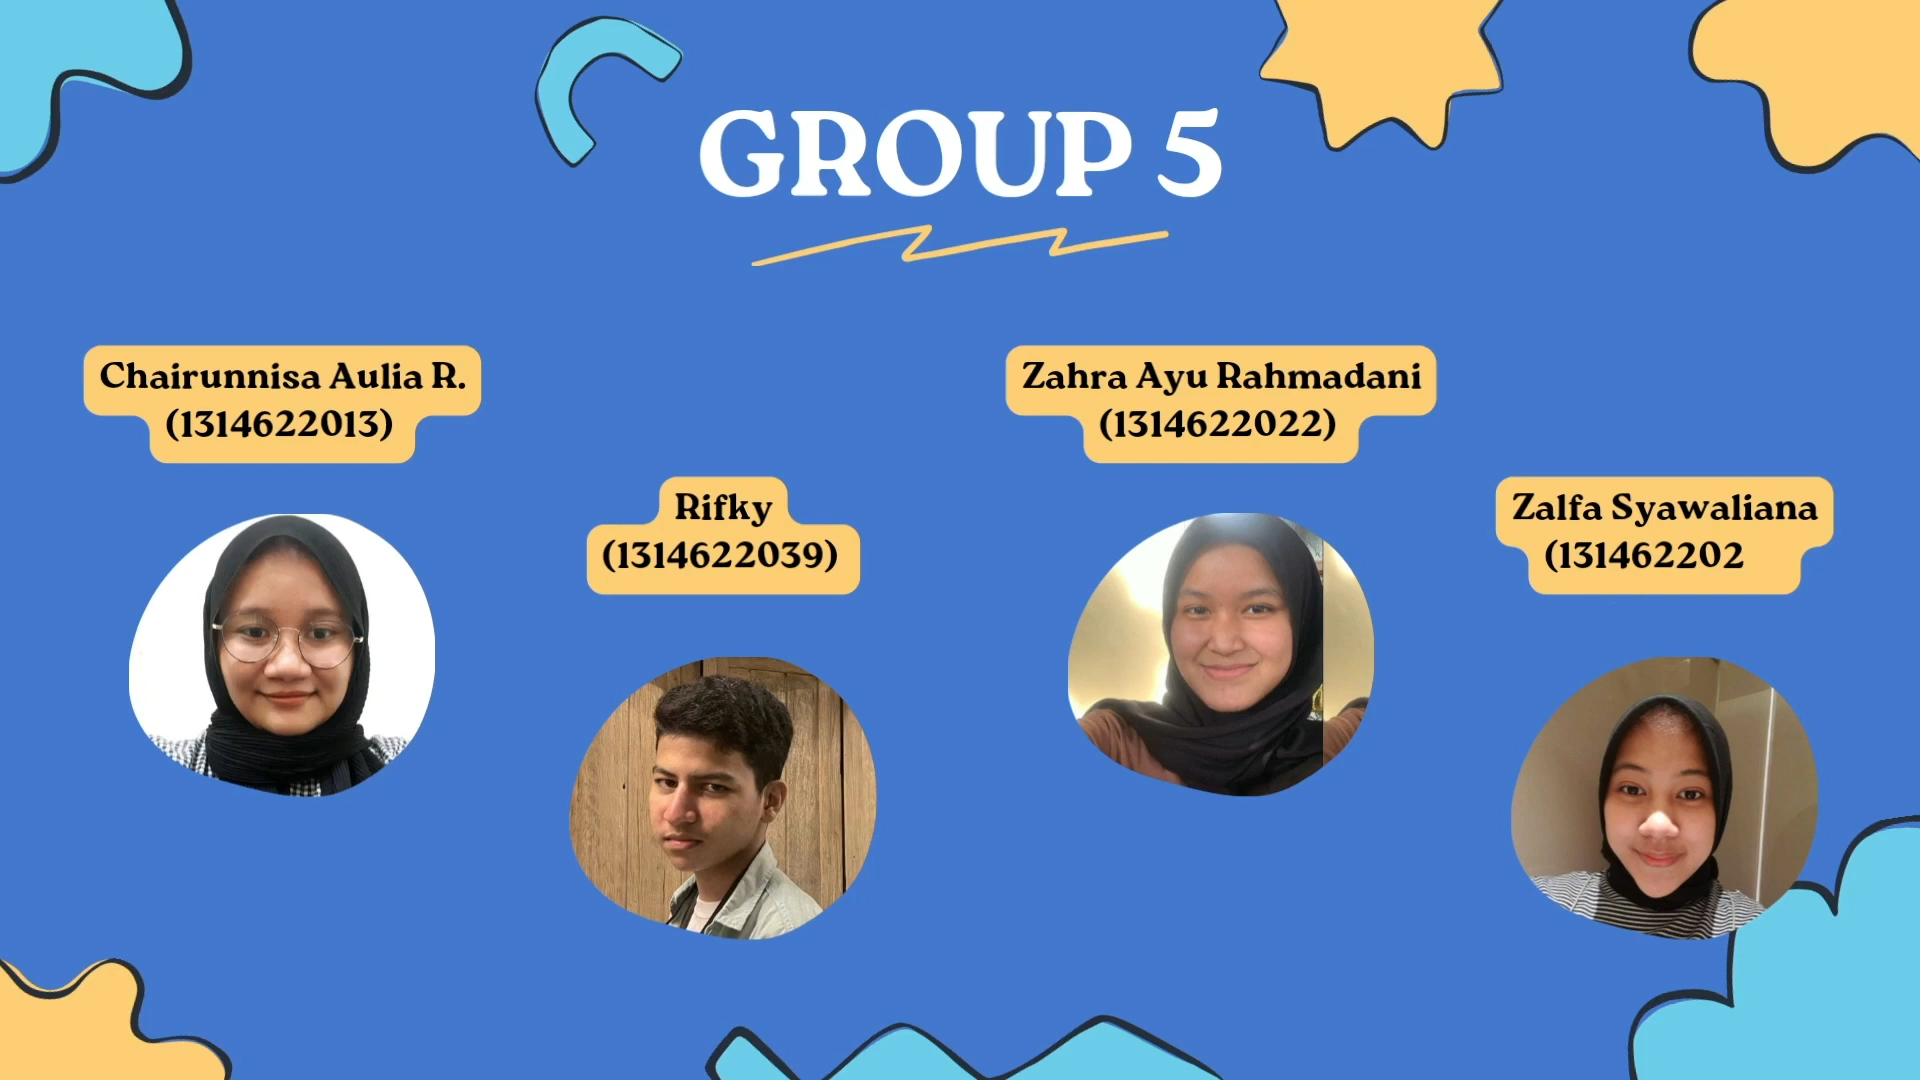 GROUP 5
Chairunnisa Aulia R.
(1314622013)
Rifky
(1314622039)
Zahra Ayu Rahmadani
(1314622022)
Zalfa Syawaliana
(131462202